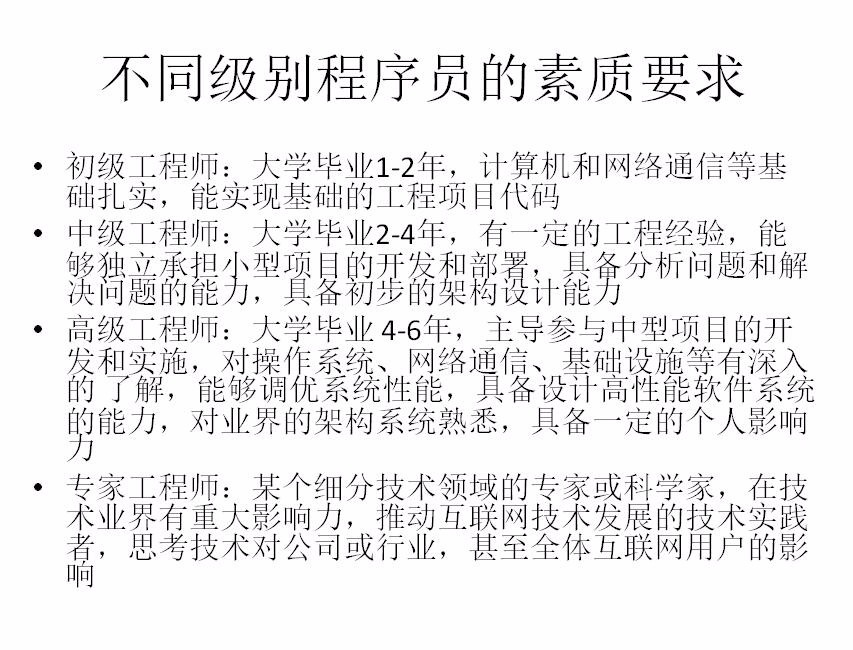 不同级别程序员的素质要求
• 初级工程师：大学毕业1-2年，计算机和网络通信等基
础扎实，能实现基础的工程项目代码
• 中级工程师：大学毕业2-4年，有一定的工程经验，能
够独立承担小型项目的开发和部署，具备分析问题和解
决问题的能力，具备初步的架构设计能力
• 高级工程师：大学毕业 4-6年，主导参与中型项目的开
发和实施，对操作系统、网络通信、基础设施等有深入
的 了解，能够调优系统性能，具备设计高性能软件系统
的能力，对业界的架构系统熟悉，具备一定的个人影响
力
• 专家工程师：某个细分技术领域的专家或科学家，在技
术业界有重大影响力，推动互联网技术发展的技术实践
者，思考技术对公司或行业，甚至全体互联网用户的影
响